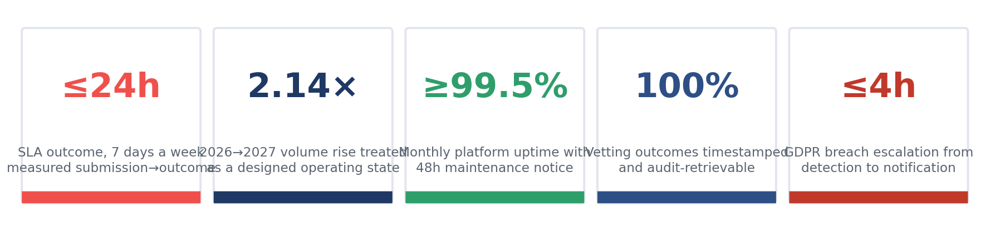 ≤24h
SLA outcome, 7 days a week
measured submission→outcome
2.14×
2026→2027 volume rise treated
as a designed operating state
≥99.5%
Monthly platform uptime with
48h maintenance notice
100%
Vetting outcomes timestamped
and audit-retrievable
≤4h
GDPR breach escalation from
detection to notification